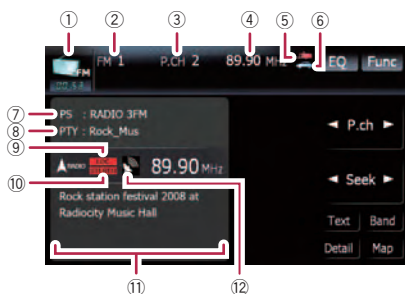 ① ② ③ ④ ⑤ ⑥
FM 1 P.CH 2 89.90 MHz EQ Func
FM
⑦ PS : RADIO 3FM
⑧ PTY : Rock_Mus
◄ P.ch ►
⑨
RADIO 89.90 MHz
⑩
Rock station festival 2008 at
Radiocity Music Hall
◄ Seek ►
Text Band
Detail Map
⑪ ⑫